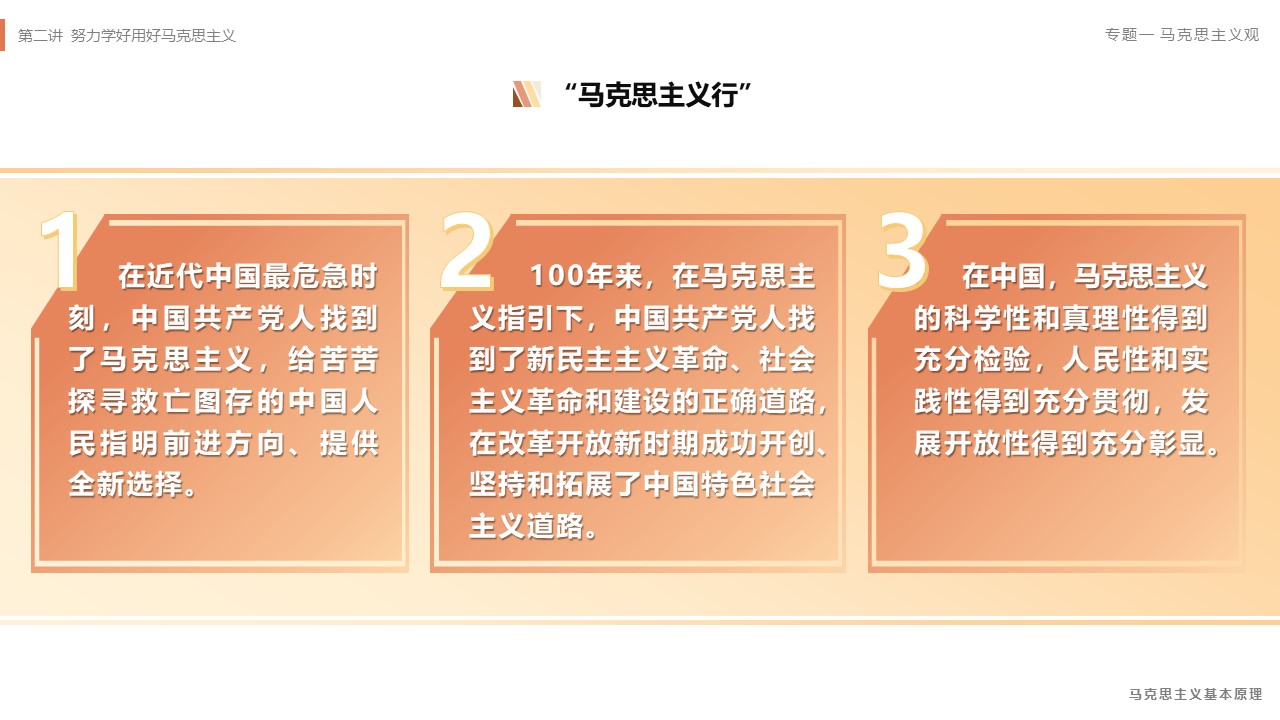 第二讲 努力学好用好马克思主义
专题一 马克思主义观
“马克思主义行”
1
在近代中国最危急时
刻，中国共产党人找到
了马克思主义，给苦苦
探寻救亡图存的中国人
民指明前进方向、提供
全新选择。
2
100年来，在马克思主
义指引下，中国共产党人找
到了新民主主义革命、社会
主义革命和建设的正确道路，
在改革开放新时期成功开创、
坚持和拓展了中国特色社会
主义道路。
3
在中国，马克思主义
的科学性和真理性得到
充分检验，人民性和实
践性得到充分贯彻，发
展开放性得到充分彰显。
马克思主义基本原理